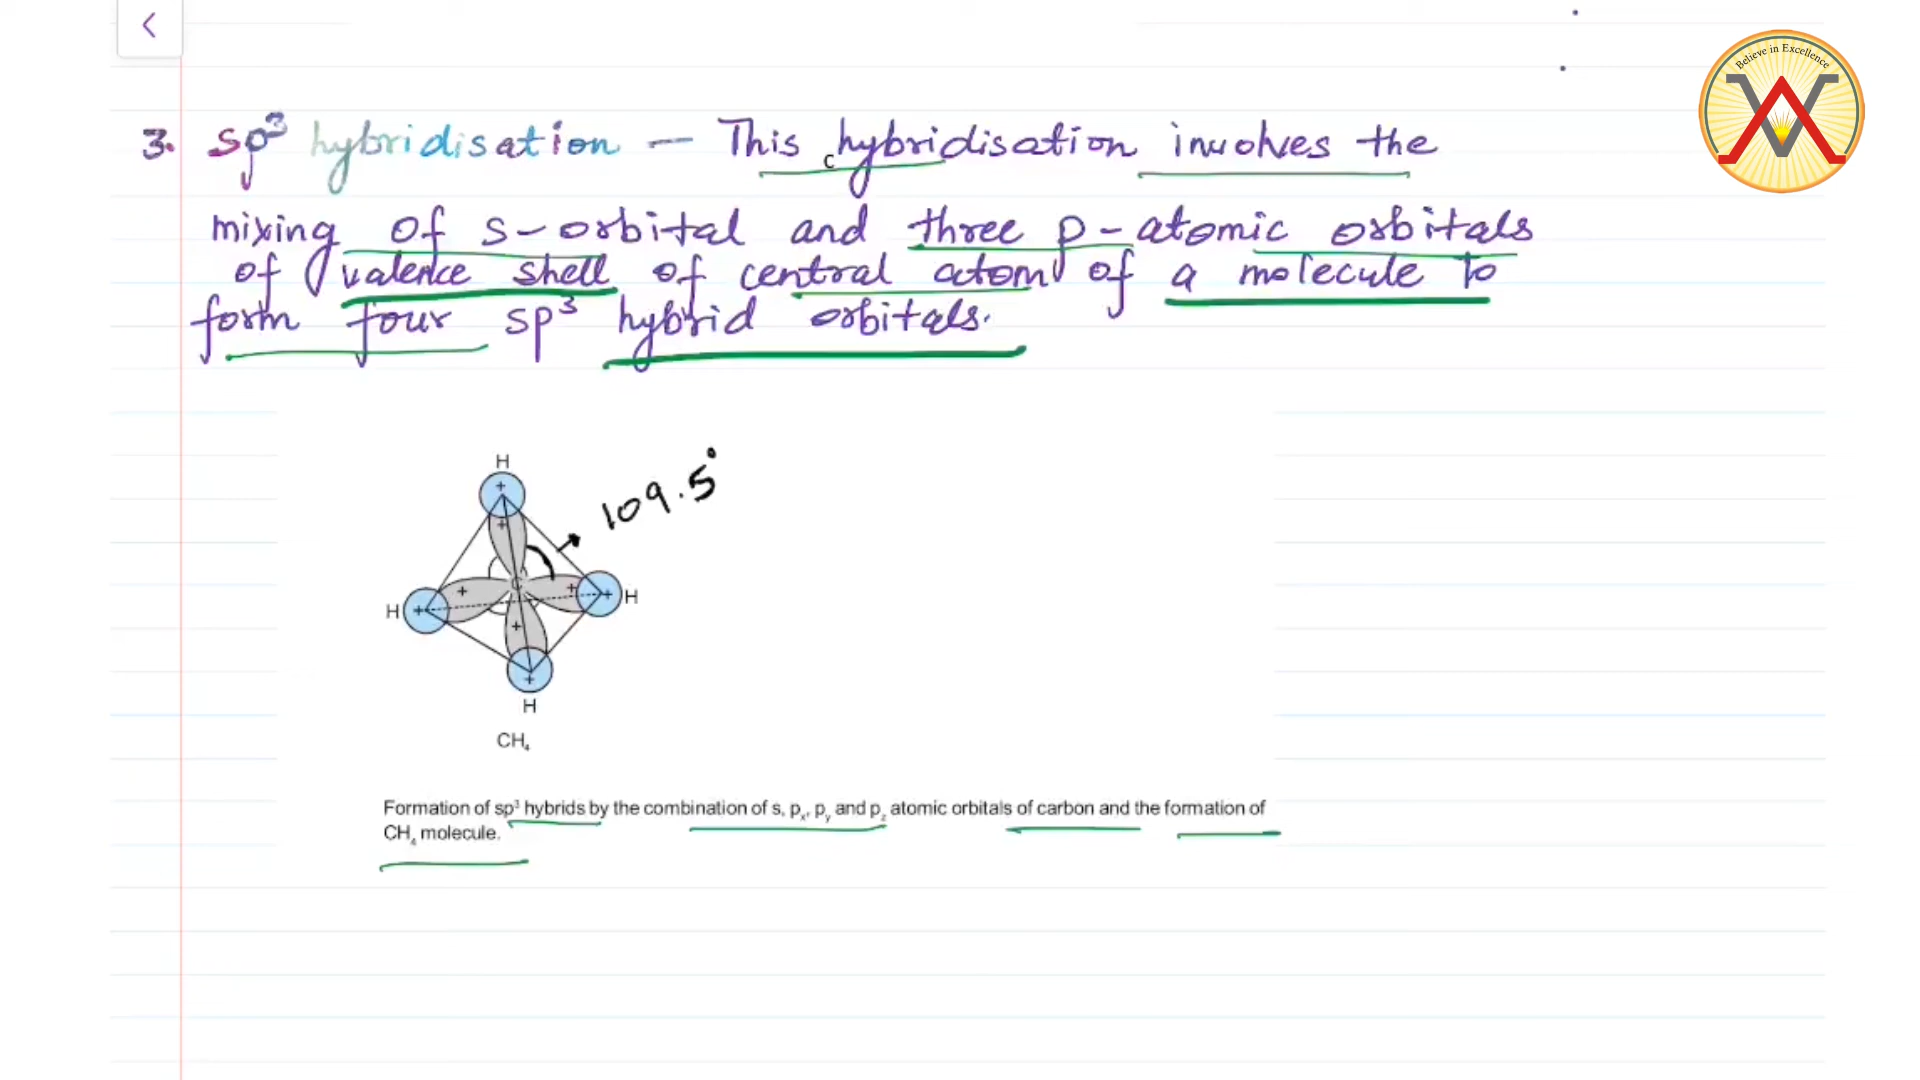 Believe in Excellence
3. sp³ hybridisation — This hybridisation involves the
c
mixing of s-orbital and three p-atomic orbitals
of valence shell of central atom of a molecule to
form four sp³ hybrid orbitals.
H
109.5°
+
+
C
+
+
H
+
+
H
+
+
H
CH₄
Formation of sp³ hybrids by the combination of s, pₓ, pᵧ and p_z atomic orbitals of carbon and the formation of
CH₄ molecule.